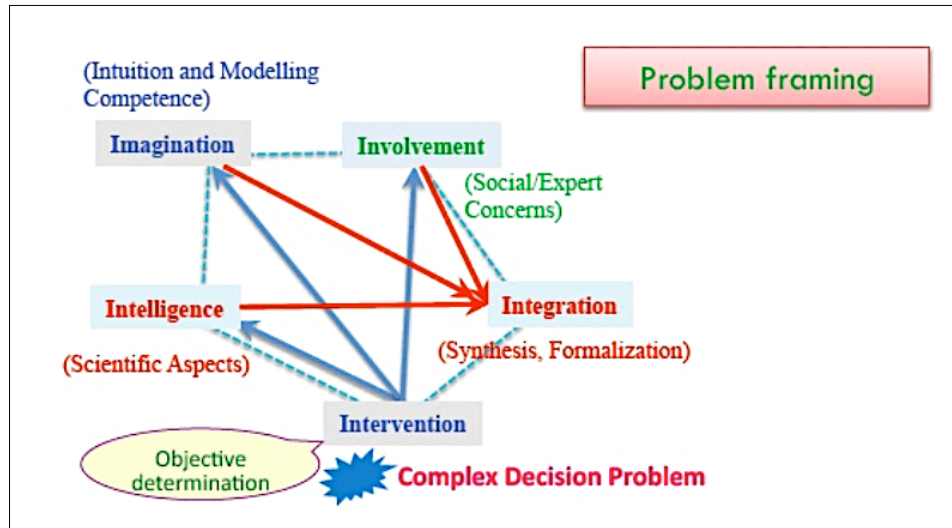 Problem framing
(Intuition and Modelling
Competence)
Imagination
Involvement
(Social/Expert
Concerns)
Intelligence
(Scientific Aspects)
Integration
(Synthesis, Formalization)
Intervention
Objective
determination
Complex Decision Problem